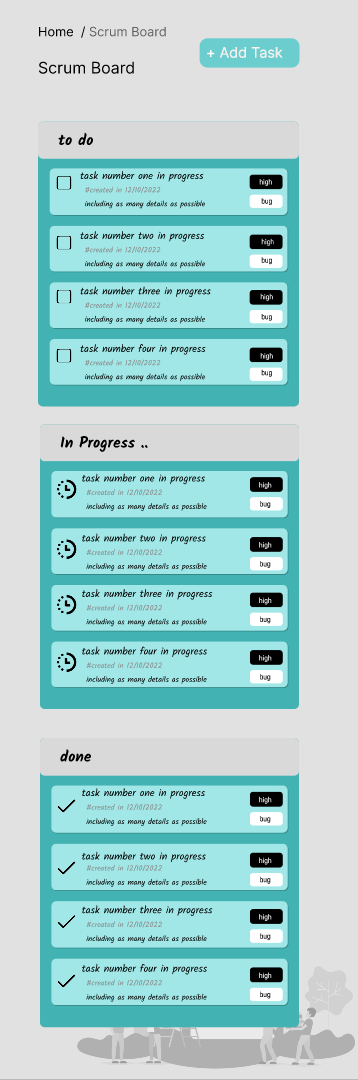 Home / Scrum Board
+ Add Task
Scrum Board
to do
task number one in progress
high
#created in 12/10/2022
bug
including as many details as possible
task number two in progress
high
#created in 12/10/2022
bug
including as many details as possible
task number three in progress
high
#created in 12/10/2022
bug
including as many details as possible
task number four in progress
high
#created in 12/10/2022
bug
including as many details as possible
In Progress ..
task number one in progress
high
#created in 12/10/2022
bug
including as many details as possible
task number two in progress
high
#created in 12/10/2022
bug
including as many details as possible
task number three in progress
high
#created in 12/10/2022
bug
including as many details as possible
task number four in progress
high
#created in 12/10/2022
bug
including as many details as possible
done
task number one in progress
high
#created in 12/10/2022
bug
including as many details as possible
task number two in progress
high
#created in 12/10/2022
bug
including as many details as possible
task number three in progress
high
#created in 12/10/2022
bug
including as many details as possible
task number four in progress
high
#created in 12/10/2022
bug
including as many details as possible